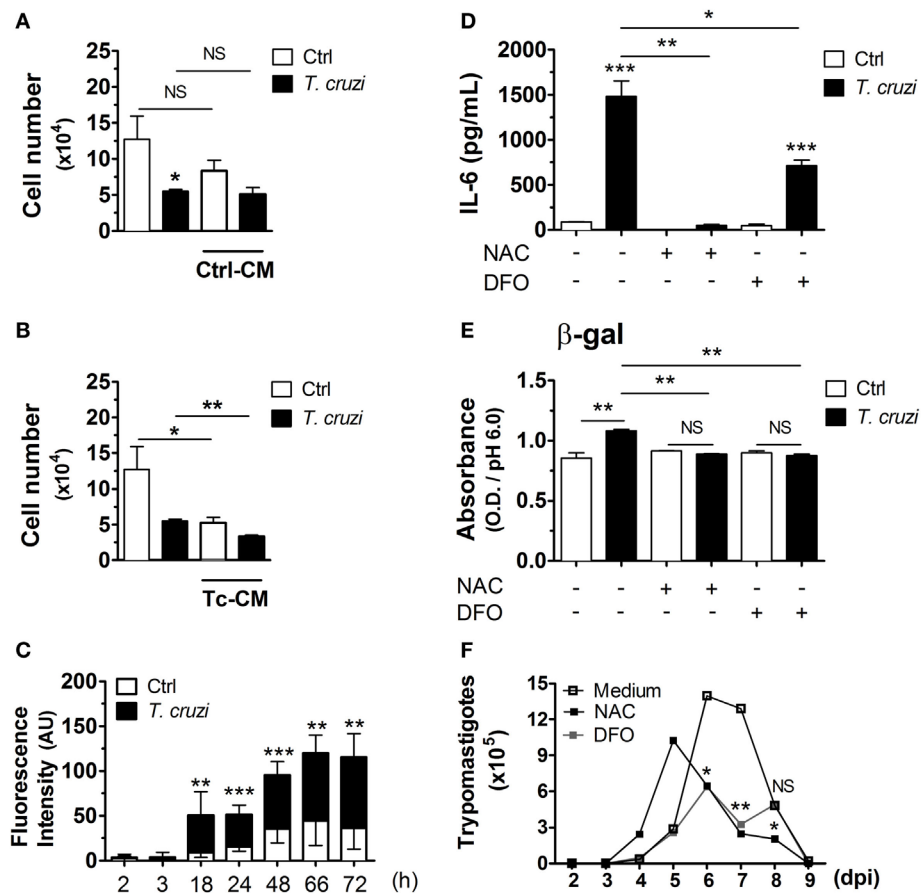 A
Cell number
(x10⁴)
25
20
15
10
5
0
NS
NS
*
Ctrl
T. cruzi
Ctrl-CM
B
Cell number
(x10⁴)
25
20
15
10
5
0
*
**
Ctrl
T. cruzi
Tc-CM
C
Fluorescence
Intensity (AU)
200
150
100
50
0
Ctrl
T. cruzi
** *** *** ** **
2 3 18 24 48 66 72 (h)
D
IL-6 (pg/mL)
2000
1500
1000
500
0
*
**
***
***
Ctrl
T. cruzi
NAC - - + + - -
DFO - - - - + +
E
β-gal
Absorbance
(O.D. / pH 6.0)
1.5
1.0
0.5
0.0
**
**
**
NS
NS
Ctrl
T. cruzi
NAC - - + + - -
DFO - - - - + +
F
Trypomastigotes
(x10⁵)
15
12
9
6
3
0
Medium
NAC
DFO
*
**
NS
*
2 3 4 5 6 7 8 9 (dpi)